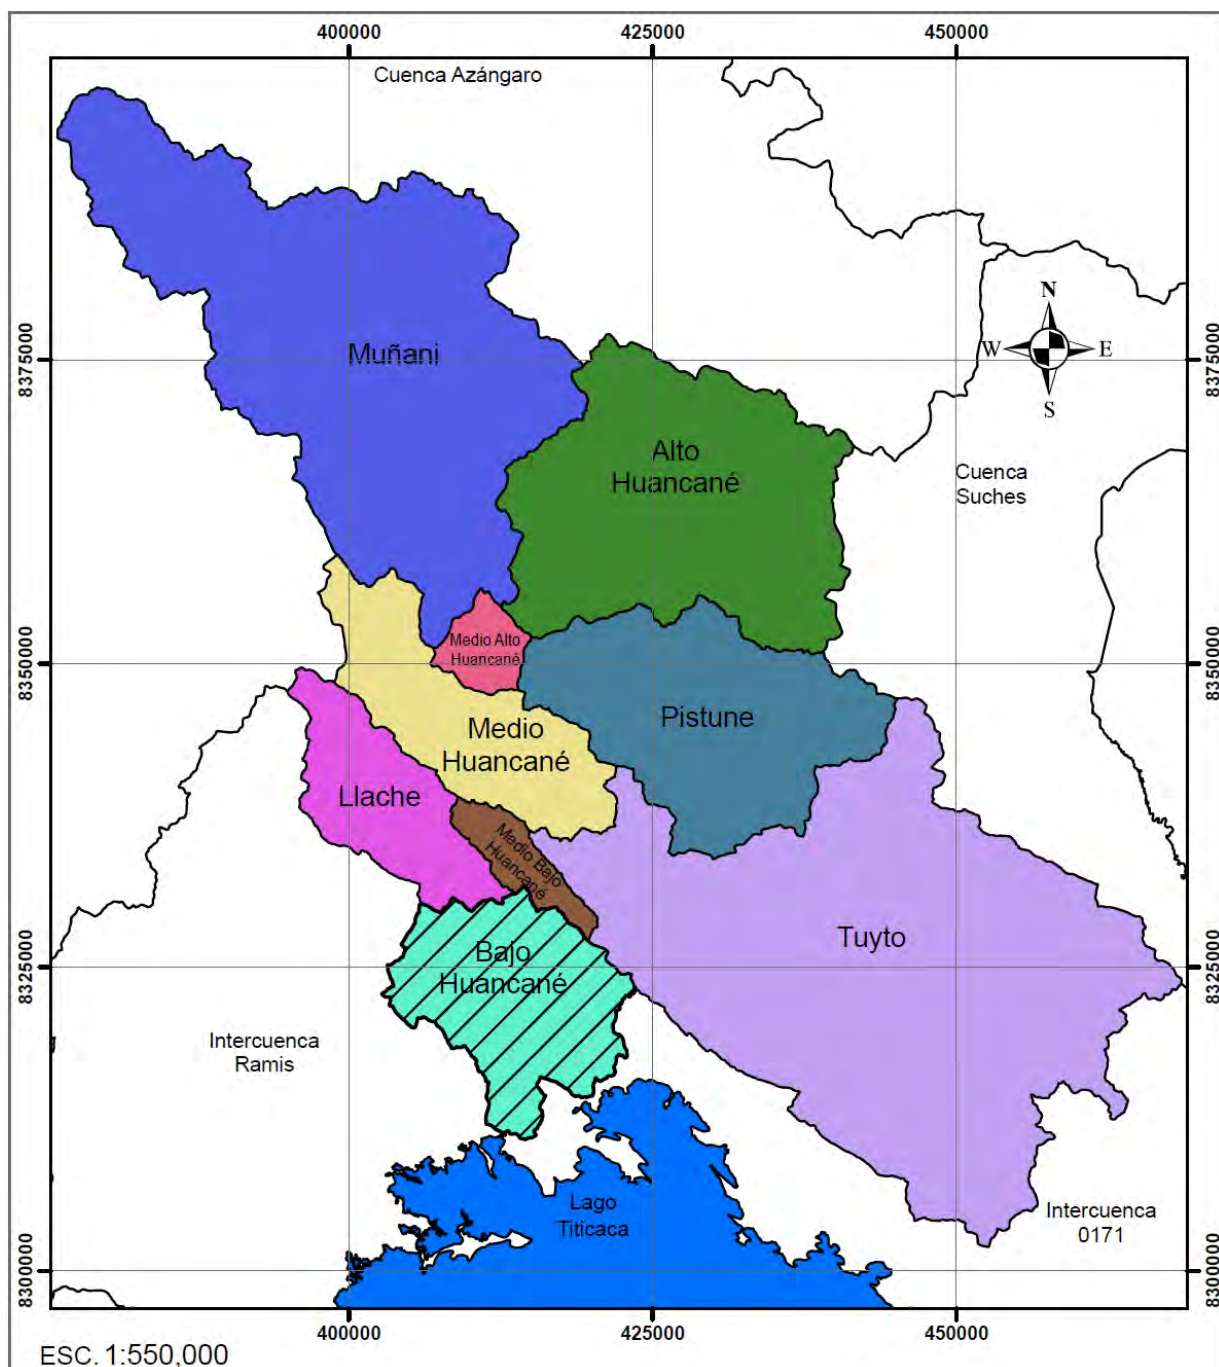 400000
425000
450000
Cuenca Azángaro
N
W
E
S
8375000
8375000
Muñani
Alto
Huancané
Cuenca
Suches
Medio Alto
Huancané
8350000
8350000
Pistune
Medio
Huancané
Llache
Medio Bajo
Huancané
Tuyto
Bajo
Huancané
8325000
8325000
Intercuenca
Ramis
Lago
Titicaca
Intercuenca
0171
8300000
8300000
400000
425000
450000
ESC. 1:550,000